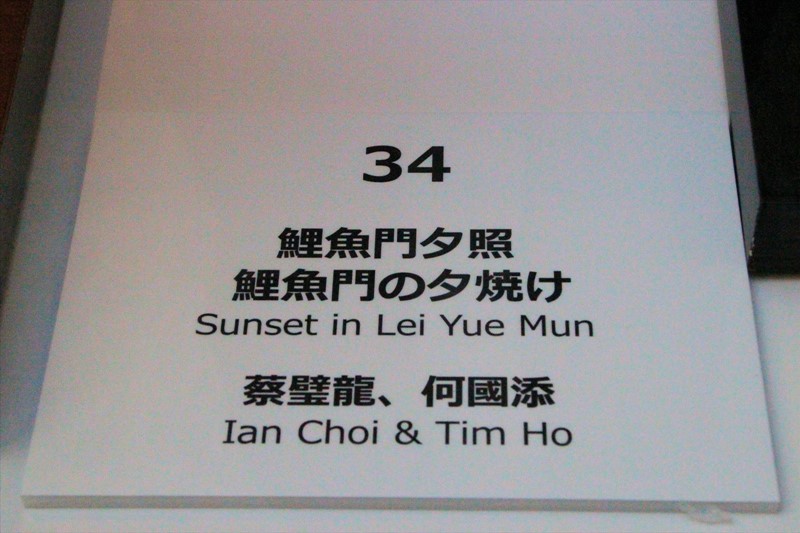 34
鯉魚門夕照
鯉魚門の夕焼け
Sunset in Lei Yue Mun
蔡璧龍、何國添
Ian Choi & Tim Ho